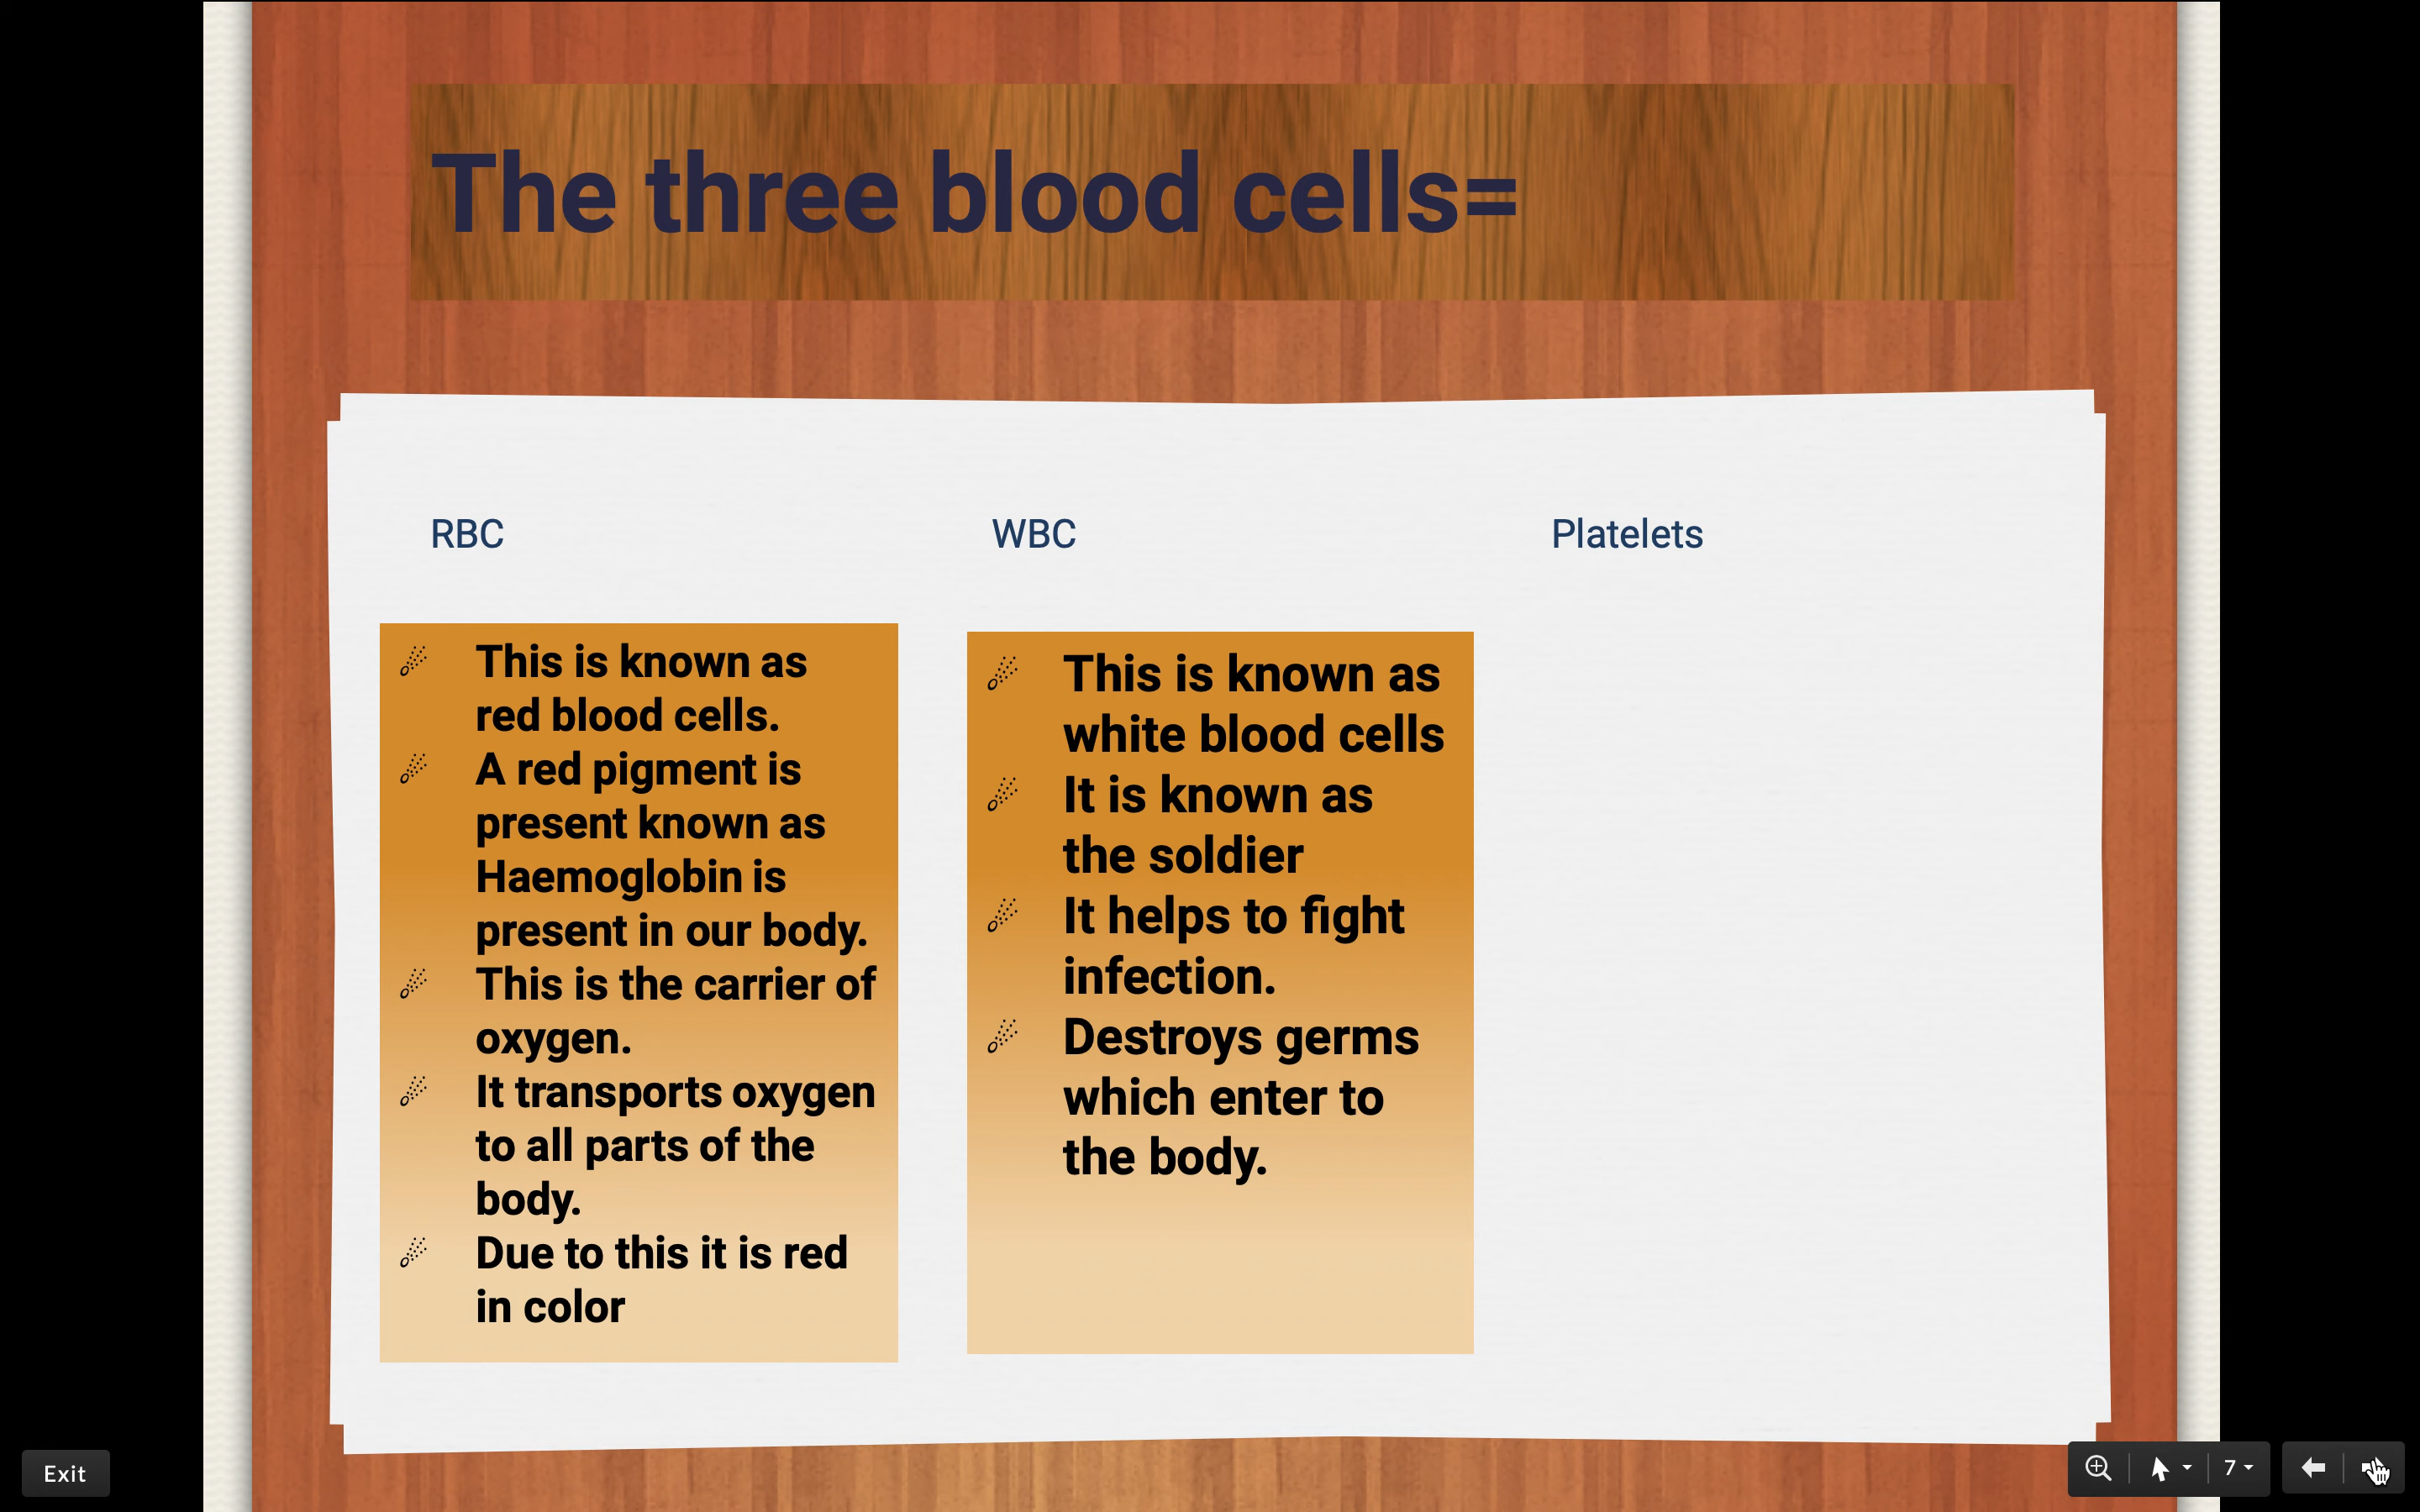 The three blood cells=
RBC
This is known as
red blood cells.
A red pigment is
present known as
Haemoglobin is
present in our body.
This is the carrier of
oxygen.
It transports oxygen
to all parts of the
body.
Due to this it is red
in color
WBC
This is known as
white blood cells
It is known as
the soldier
It helps to fight
infection.
Destroys germs
which enter to
the body.
Platelets
Exit
7